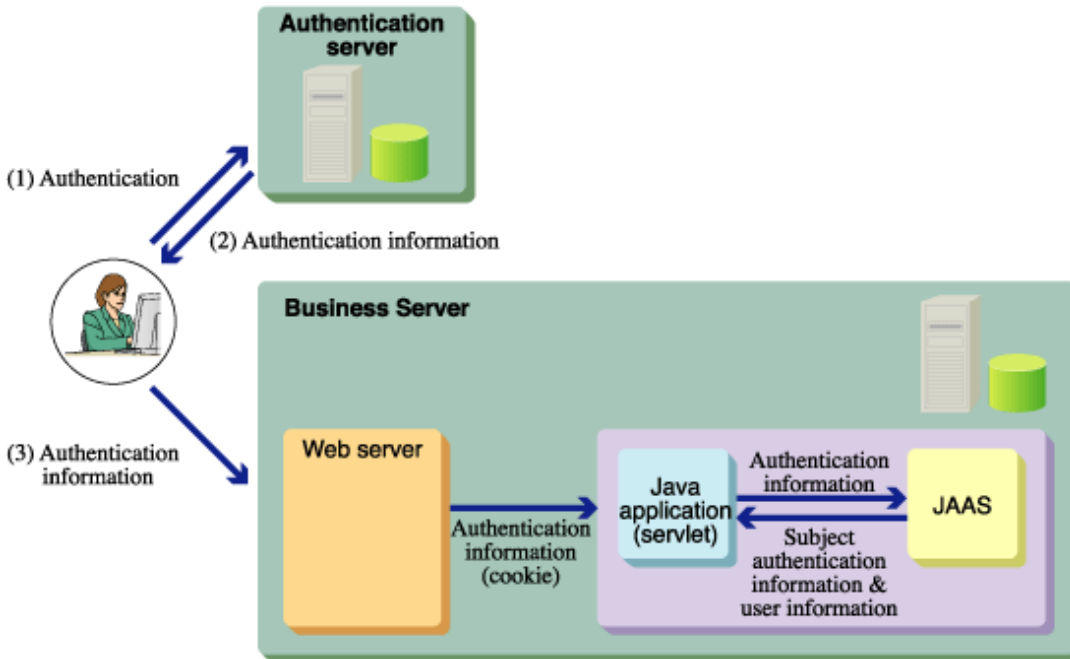 Authentication
server
(1) Authentication
(2) Authentication information
Business Server
(3) Authentication
information
Web server
Authentication
information
(cookie)
Java
application
(servlet)
Authentication
information
JAAS
Subject
authentication
information &
user information